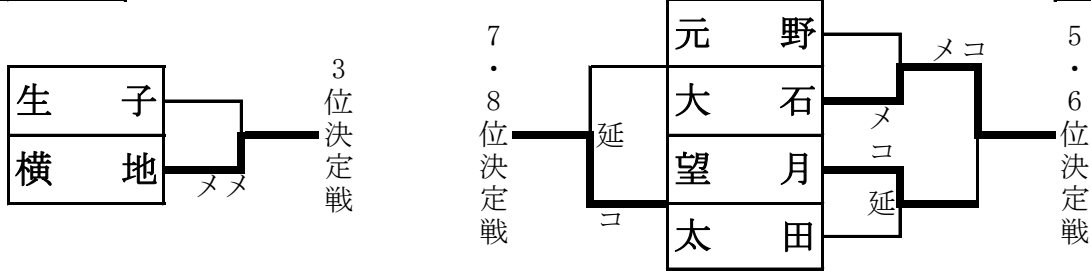 生 子
横 地
メメ
3位決定戦
7・8位決定戦
延
コ
元 野
大 石
望 月
太 田
メコ
メ
コ
延
5・6位決定戦